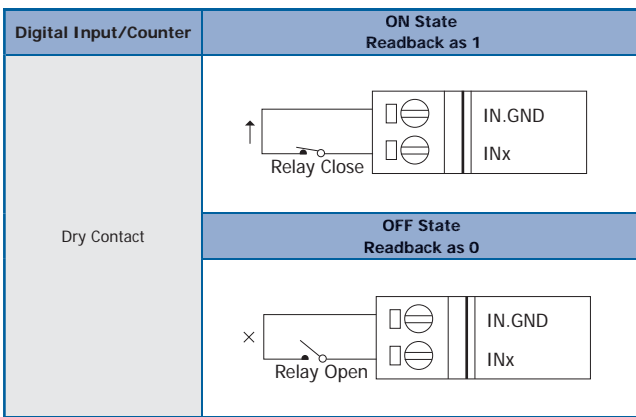 Digital Input/Counter
ON State
Readback as 1
IN.GND
INx
Relay Close
Dry Contact
OFF State
Readback as 0
IN.GND
INx
Relay Open